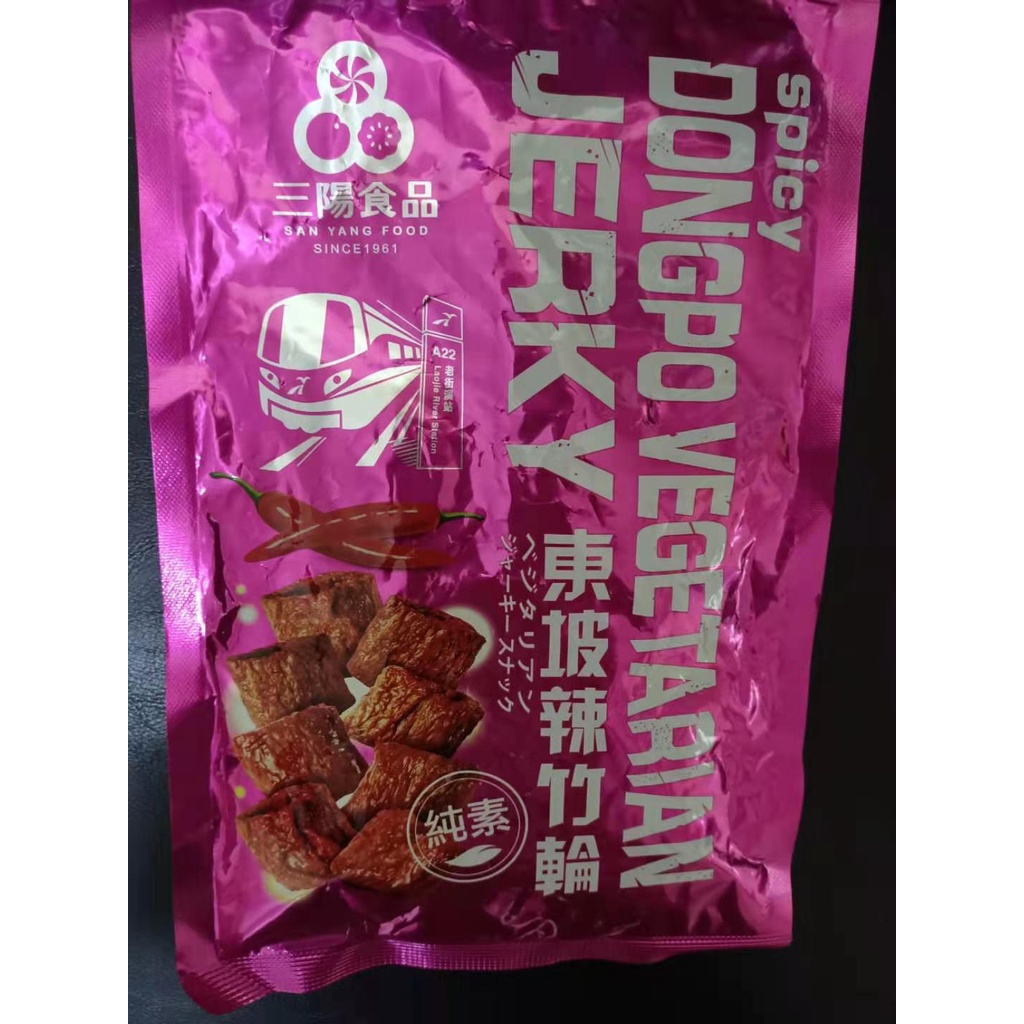 三陽食品
SAN YANG FOOD
SINCE1961
A22
老街溪站
Laojie River Station
spicy
DONGPO VEGETARIAN
JERKY
東坡辣竹輪
ベジタリアン
ジャーキースナック
純素